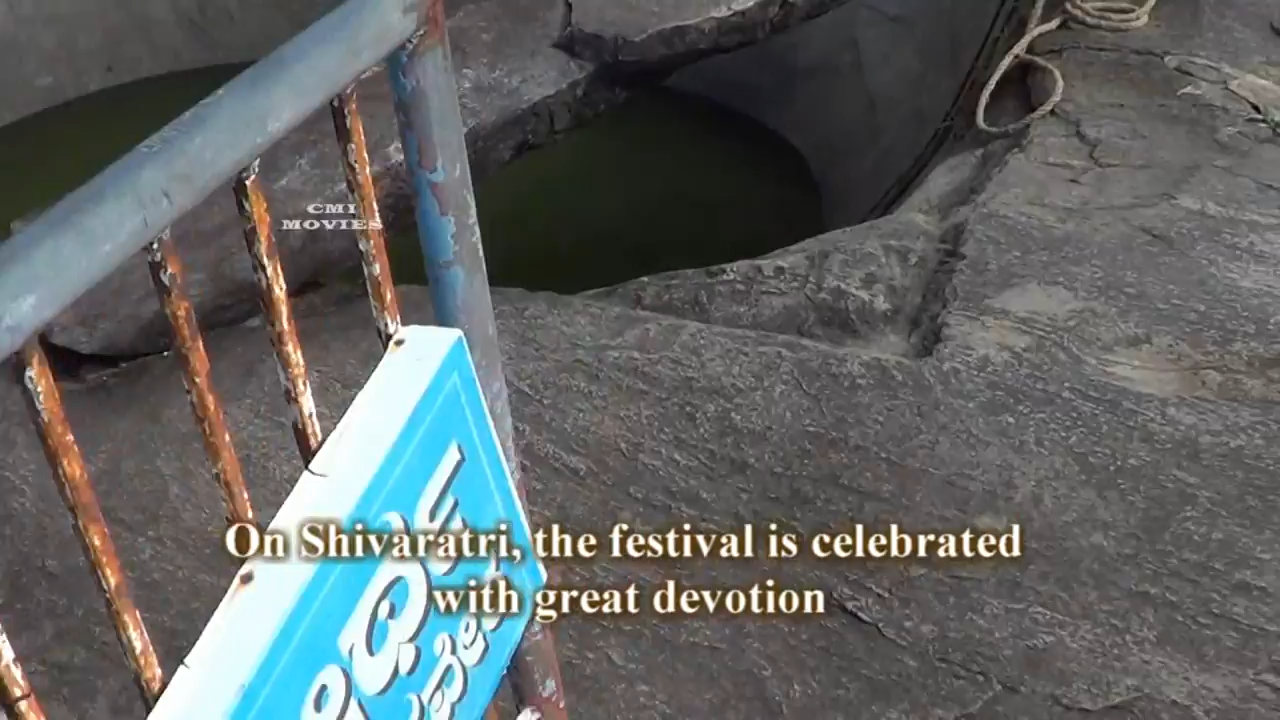 CMI
MOVIES
On Shivaratri, the festival is celebrated
with great devotion